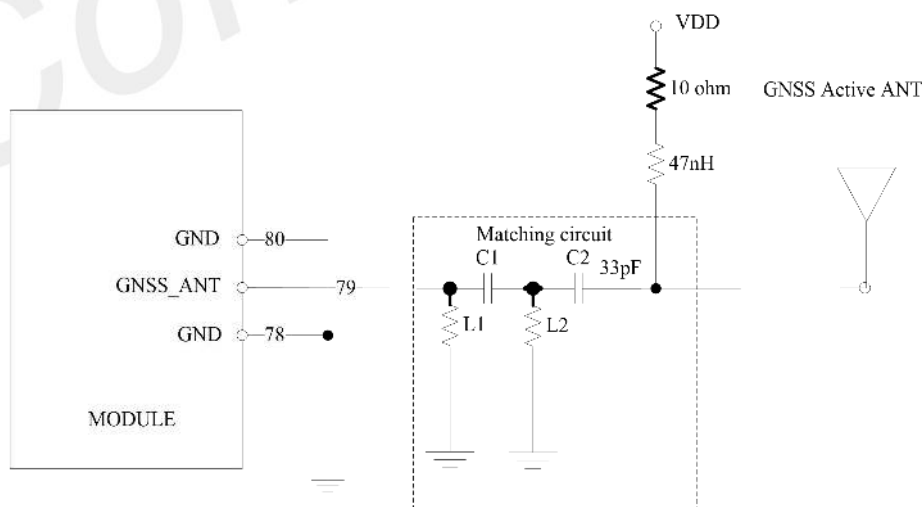 VDD
10 ohm
GNSS Active ANT
47nH
GND
80
Matching circuit
C1
C2
33pF
GNSS_ANT
79
L1
L2
GND
78
MODULE